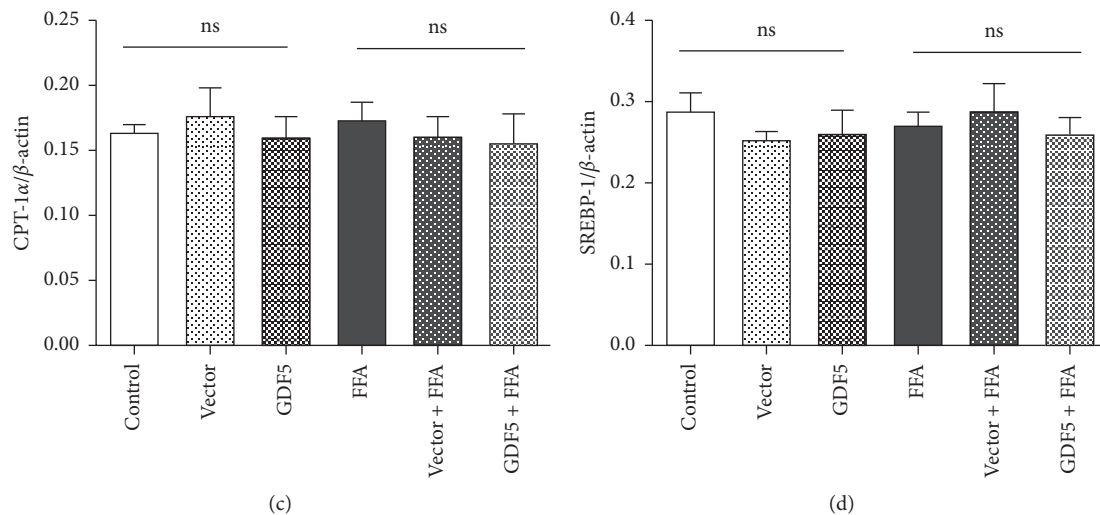 ns
ns
0.25
0.20
0.15
0.10
0.05
0.00
CPT-1α/β-actin
Control
Vector
GDF5
FFA
Vector + FFA
GDF5 + FFA
(c)
ns
ns
0.4
0.3
0.2
0.1
0.0
SREBP-1/β-actin
Control
Vector
GDF5
FFA
Vector + FFA
GDF5 + FFA
(d)